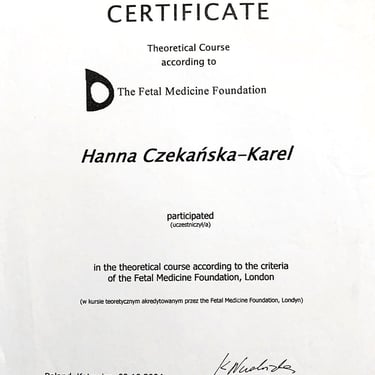 CERTIFICATE
Theoretical Course
according to
The Fetal Medicine Foundation
Hanna Czekańska-Karel
participated
(uczestniczył/a)
in the theoretical course according to the criteria
of the Fetal Medicine Foundation, London
(w kursie teoretycznym akredytowanym przez the Fetal Medicine Foundation, Londyn)